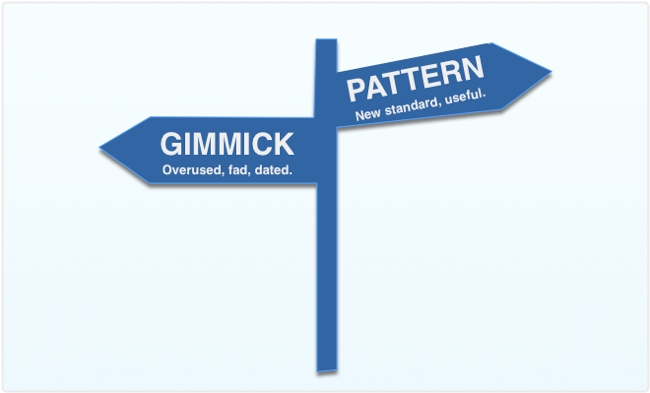 PATTERN
New standard, useful.
GIMMICK
Overused, fad, dated.